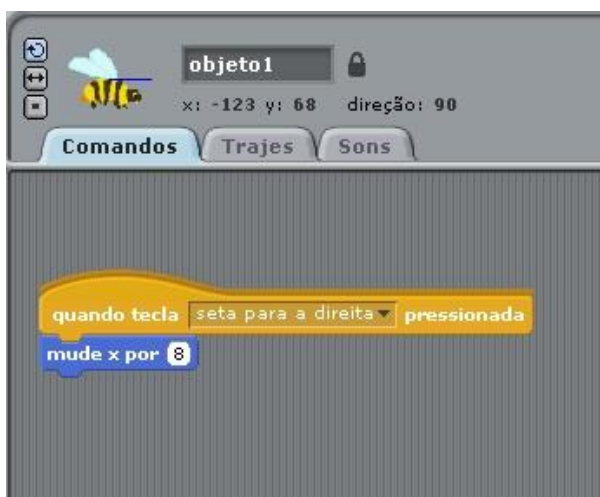 objeto1
x: -123 y: 68 direção: 90
Comandos Trajes Sons
quando tecla seta para a direita pressionada
mude x por 8